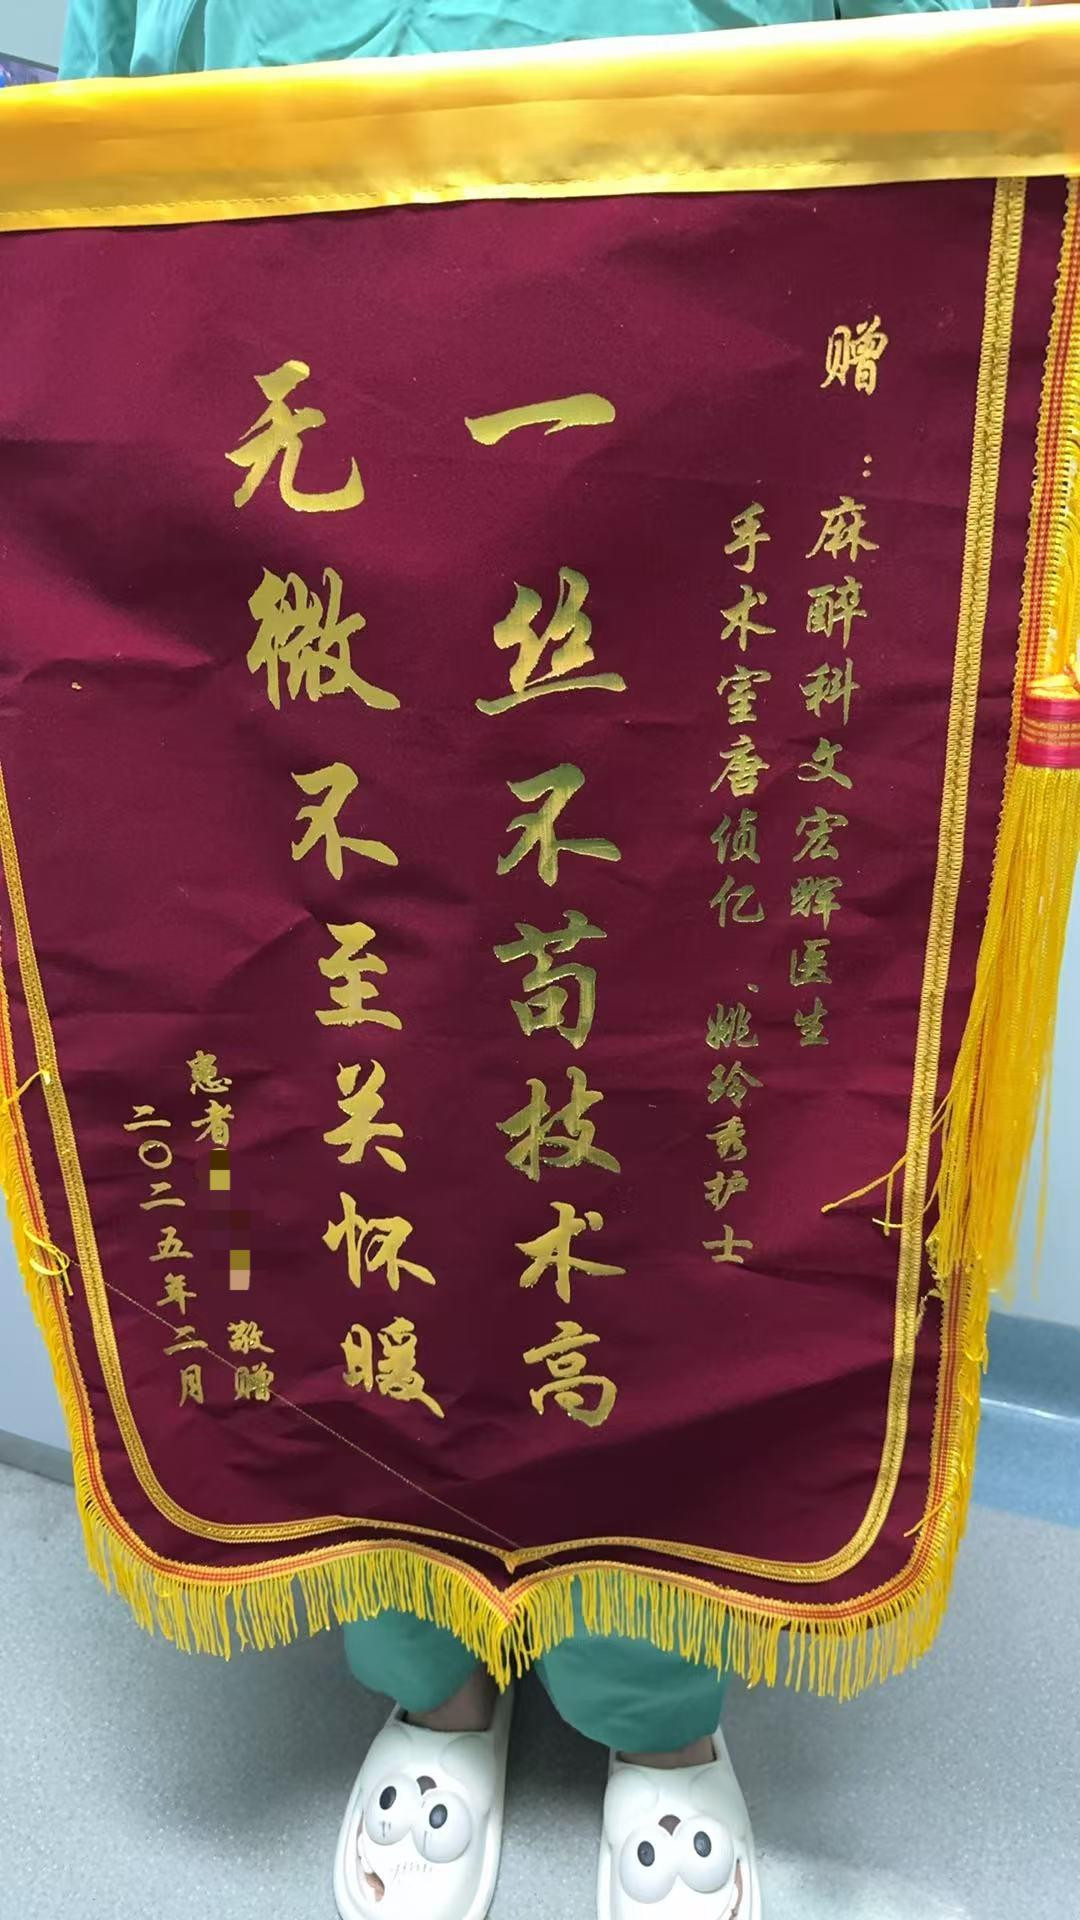 赠：麻醉科文宏辉医生
手术室唐侦亿、姚玲秀护士
一丝不苟技术高
无微不至关怀暖
患者
敬赠
二〇二五年二月